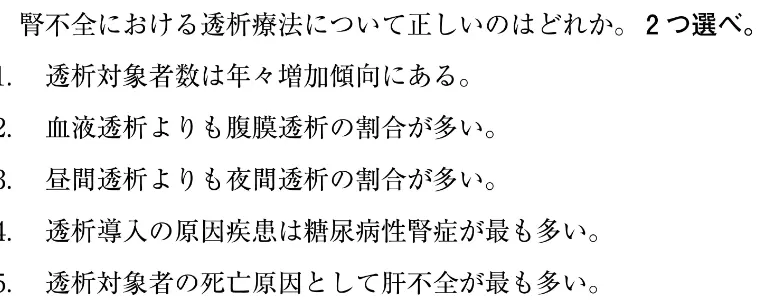 腎不全における透析療法について正しいのはどれか。2つ選べ。
1. 透析対象者数は年々増加傾向にある。
2. 血液透析よりも腹膜透析の割合が多い。
3. 昼間透析よりも夜間透析の割合が多い。
4. 透析導入の原因疾患は糖尿病性腎症が最も多い。
5. 透析対象者の死亡原因として肝不全が最も多い。